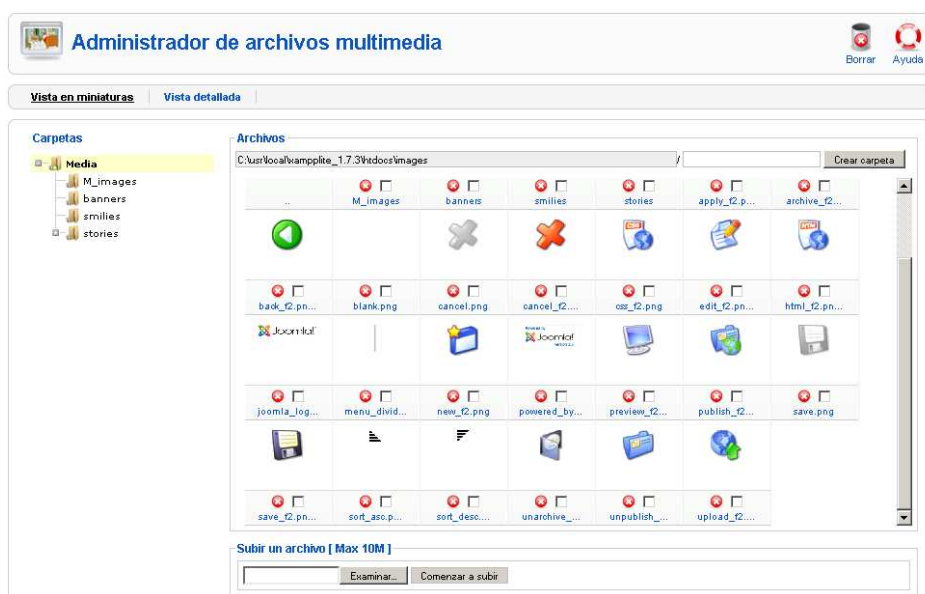 Administrador de archivos multimedia
Borrar Ayuda
Vista en miniaturas Vista detallada
Carpetas
Media
M_images
banners
smilies
stories
Archivos
C:\usr\local\xampplite_1.7.3\htdocs\images / Crear carpeta
.. M_images banners smilies stories apply_f2.p... archive_f2...
back_f2.pn... blank.png cancel.png cancel_f2.... css_f2.png edit_f2.pn... html_f2.pn...
Joomla! Joomla!
joomla_log... menu_divid... new_f2.png powered_by... preview_f2... publish_f2... save.png
save_f2.pn... sort_asc.p... sort_desc.... unarchive_... unpublish_... upload_f2....
Subir un archivo [ Max 10M ]
Examinar... Comenzar a subir